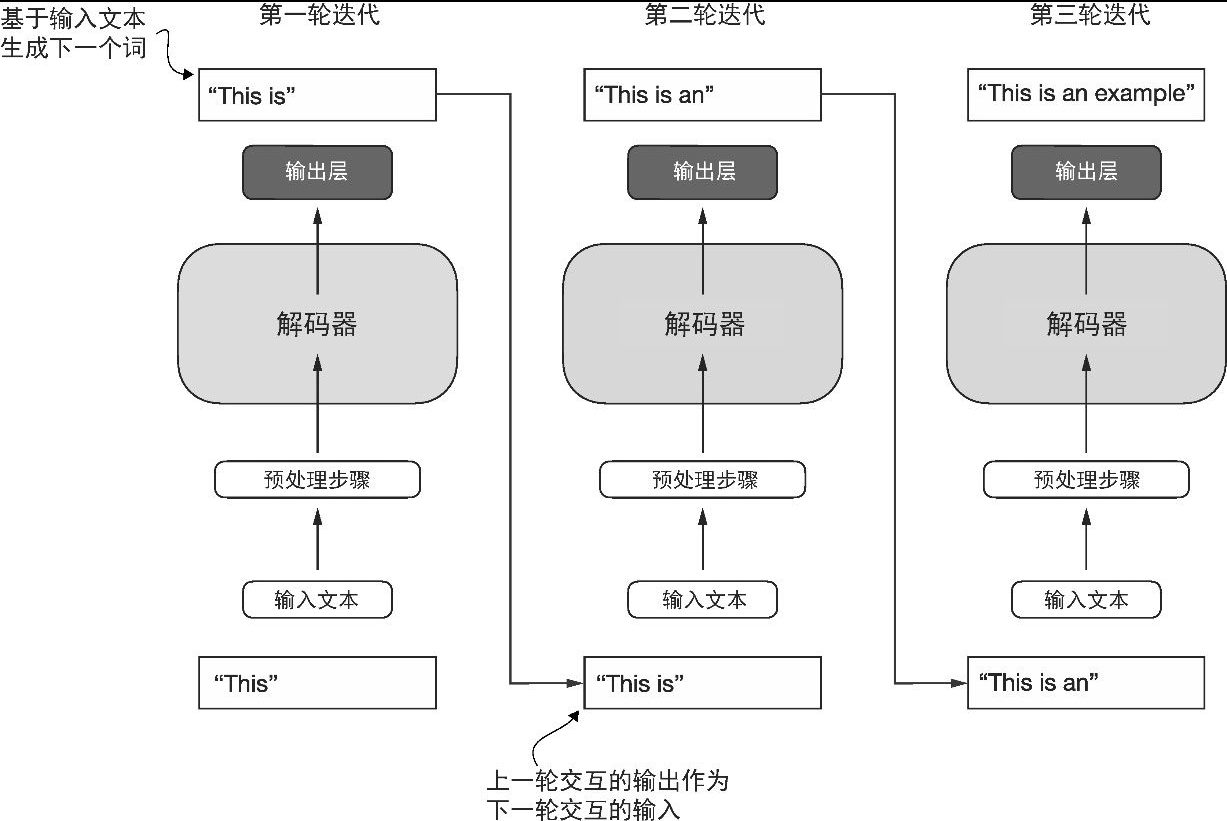 基于输入文本
生成下一个词
第一轮迭代
第二轮迭代
第三轮迭代
“This is”
“This is an”
“This is an example”
输出层
输出层
输出层
解码器
解码器
解码器
预处理步骤
预处理步骤
预处理步骤
输入文本
输入文本
输入文本
“This”
“This is”
“This is an”
上一轮交互的输出作为
下一轮交互的输入